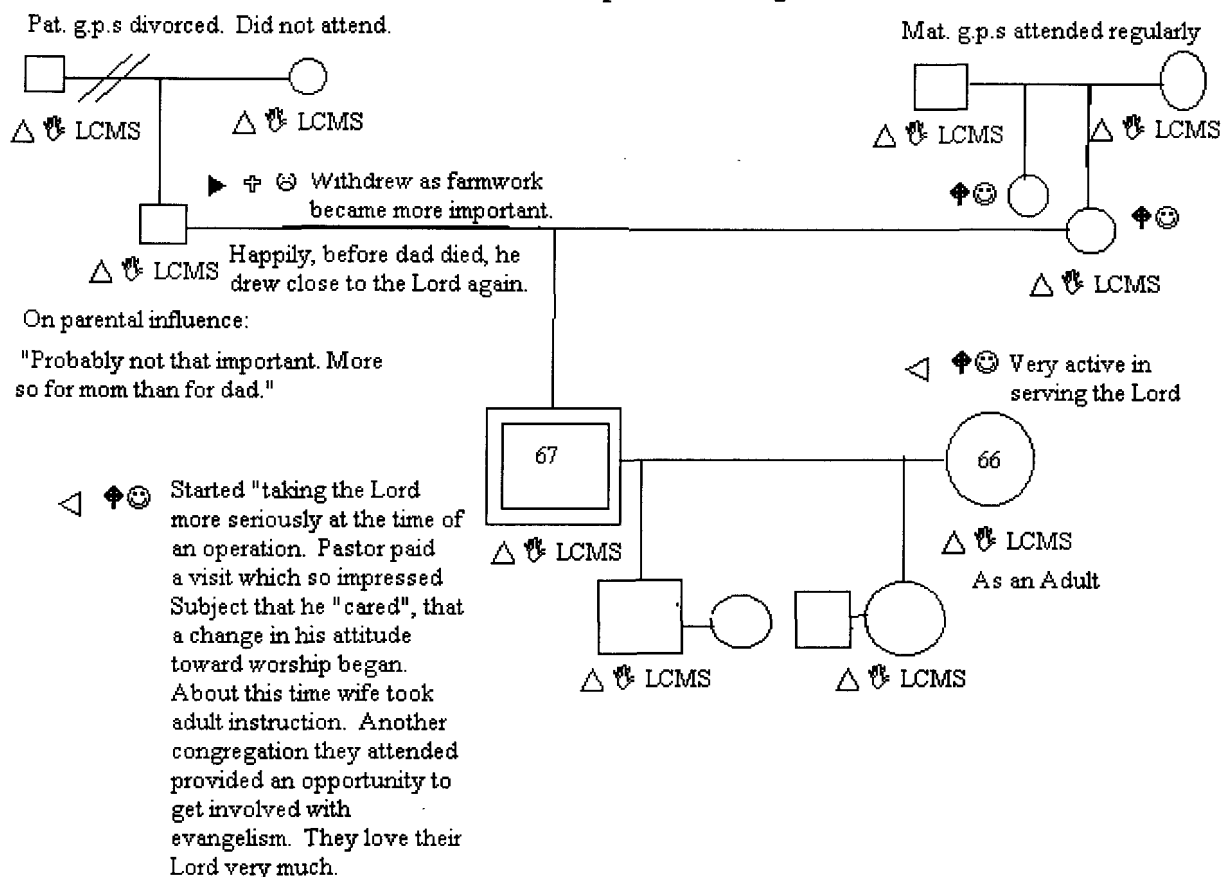 Pat. g.p.s divorced. Did not attend.
Mat. g.p.s attended regularly
LCMS
LCMS
LCMS
LCMS
Withdrew as farmwork
became more important.
LCMS
Happily, before dad died, he
drew close to the Lord again.
LCMS
On parental influence:
"Probably not that important. More
so for mom than for dad."
Very active in
serving the Lord
67
66
LCMS
LCMS
As an Adult
Started "taking the Lord
more seriously at the time of
an operation. Pastor paid
a visit which so impressed
Subject that he "cared", that
a change in his attitude
toward worship began.
About this time wife took
adult instruction. Another
congregation they attended
provided an opportunity to
get involved with
evangelism. They love their
Lord very much.
LCMS
LCMS